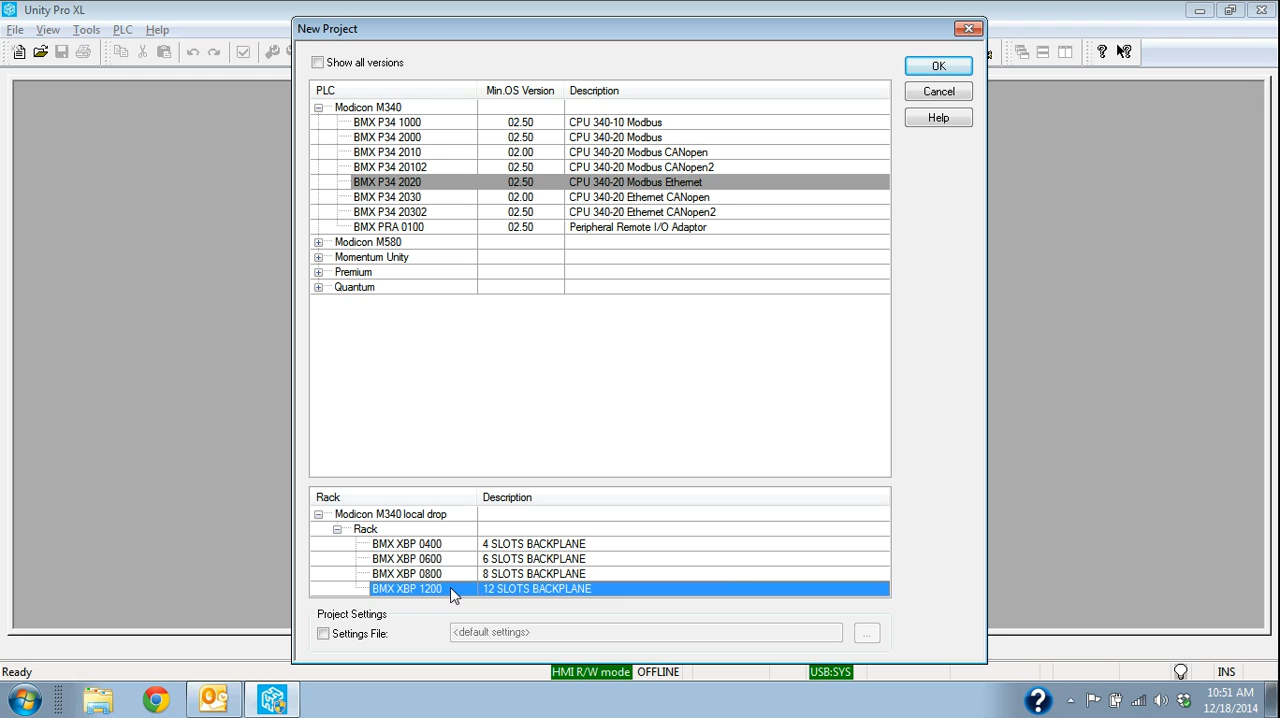 Unity Pro XL
File View Tools PLC Help
New Project
Show all versions
OK
PLC Min.OS Version Description
Cancel
Modicon M340
Help
BMX P34 1000 02.50 CPU 340-10 Modbus
BMX P34 2000 02.50 CPU 340-20 Modbus
BMX P34 2010 02.00 CPU 340-20 Modbus CANopen
BMX P34 20102 02.50 CPU 340-20 Modbus CANopen2
BMX P34 2020 02.50 CPU 340-20 Modbus Ethernet
BMX P34 2030 02.00 CPU 340-20 Ethernet CANopen
BMX P34 20302 02.50 CPU 340-20 Ethernet CANopen2
BMX PRA 0100 02.50 Peripheral Remote I/O Adaptor
Modicon M580
Momentum Unity
Premium
Quantum
Rack Description
Modicon M340 local drop
Rack
BMX XBP 0400 4 SLOTS BACKPLANE
BMX XBP 0600 6 SLOTS BACKPLANE
BMX XBP 0800 8 SLOTS BACKPLANE
BMX XBP 1200 12 SLOTS BACKPLANE
Project Settings
Settings File: <default settings> ...
Ready HMI R/W mode OFFLINE USB:SYS INS
10:51 AM
12/18/2014